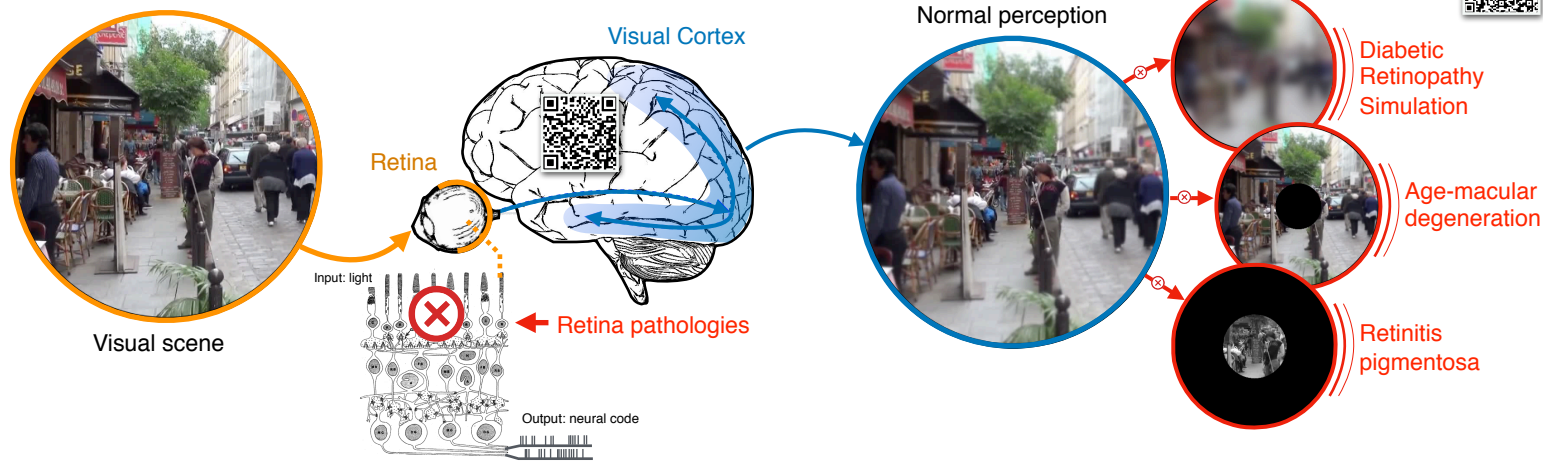 Normal perception
Visual Cortex
Diabetic
Retinopathy
Simulation
Retina
Age-macular
degeneration
Input: light
Retina pathologies
Visual scene
Retinitis
pigmentosa
Output: neural code